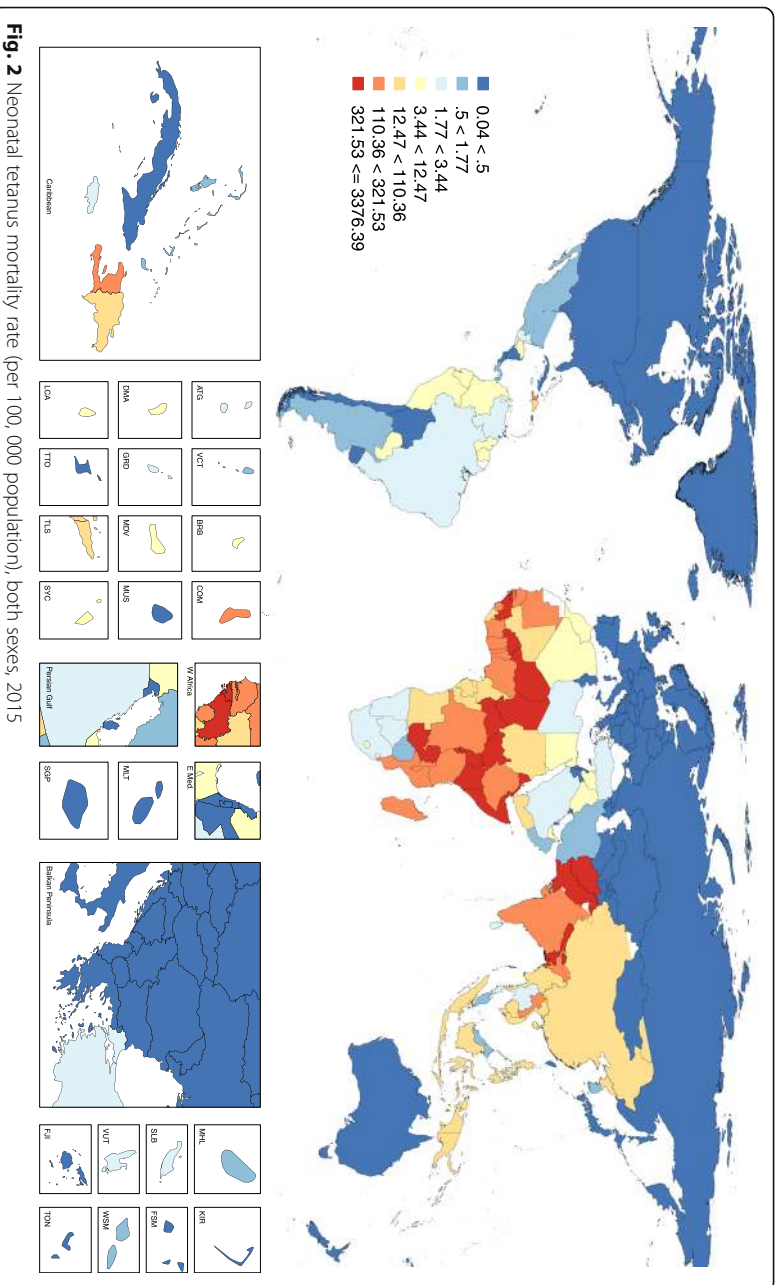 0.04 < .5
.5 < 1.77
1.77 < 3.44
3.44 < 12.47
12.47 < 110.36
110.36 < 321.53
321.53 <= 3376.39
Caribbean
LCA
DMA
ATG
TTO
GRD
VCT
TLS
MDV
BRB
SYC
MUS
COM
Persian Gulf
W Africa
SGP
MLT
E Med.
Balkan Peninsula
FJI
VUT
SLB
MHL
TON
WSM
FSM
KIR
Fig. 2 Neonatal tetanus mortality rate (per 100, 000 population), both sexes, 2015